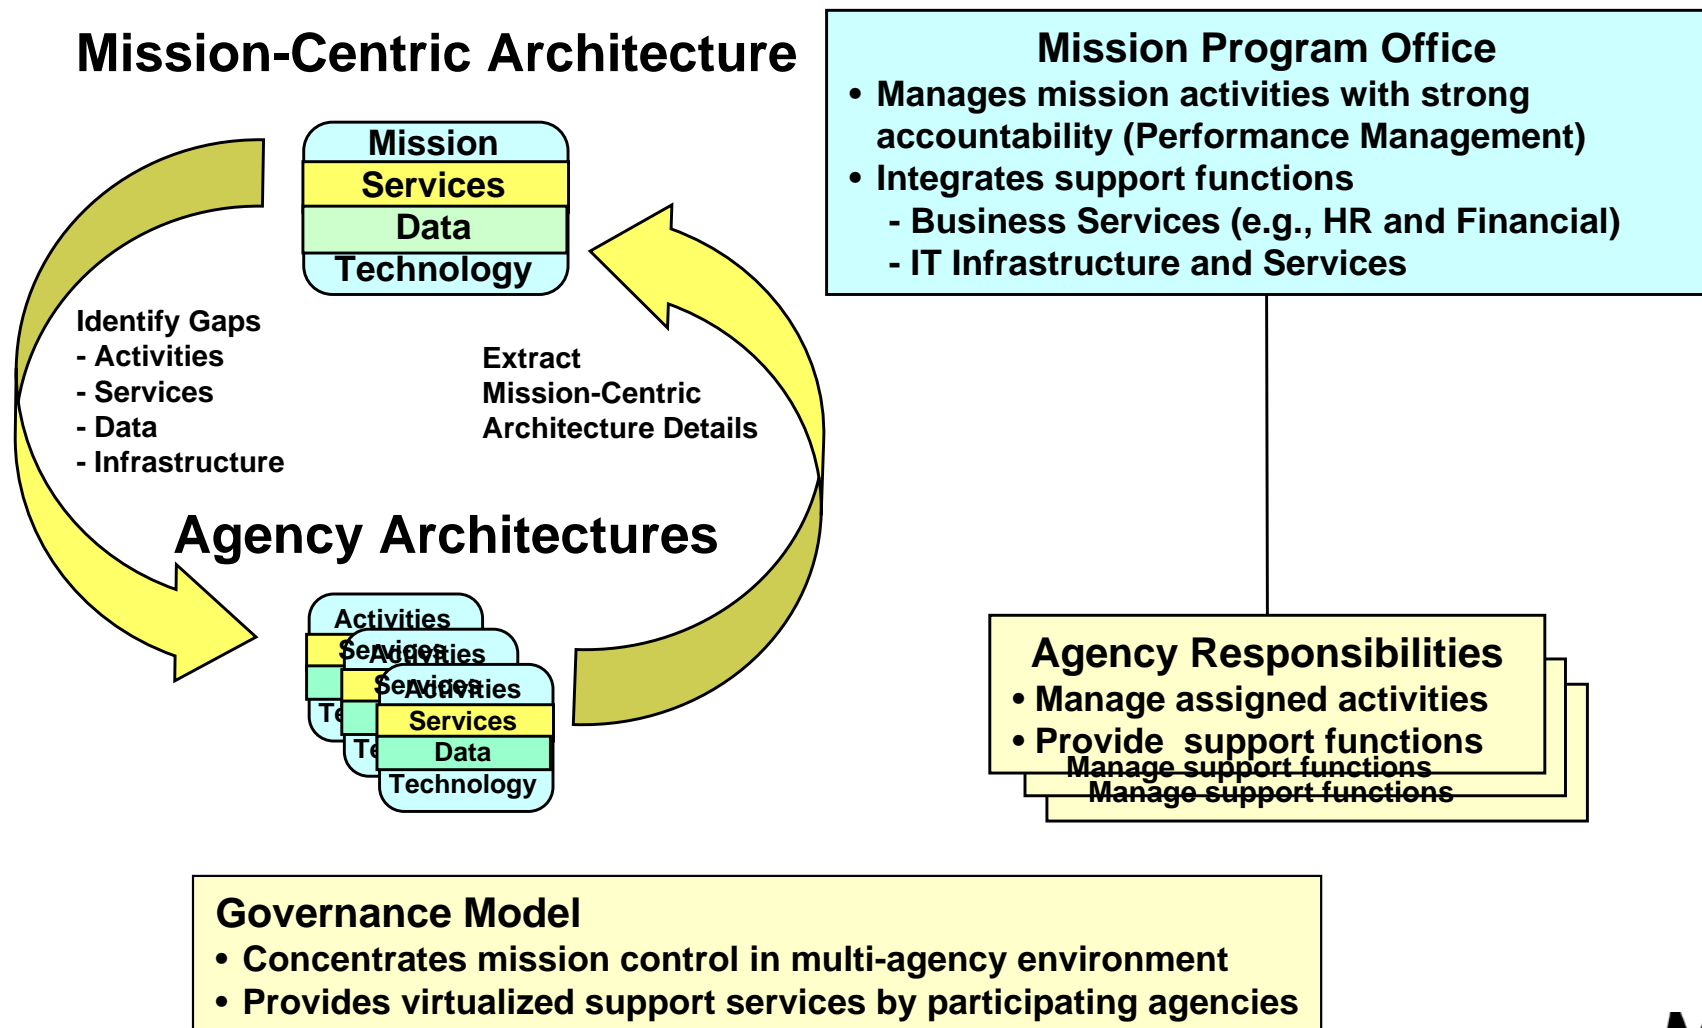 Mission-Centric Architecture
Mission
Services
Data
Technology
Identify Gaps
- Activities
- Services
- Data
- Infrastructure
Extract
Mission-Centric
Architecture Details
Agency Architectures
Activities
Services
Activities
Services
Activities
Services
Data
Technology
Mission Program Office
• Manages mission activities with strong
accountability (Performance Management)
• Integrates support functions
- Business Services (e.g., HR and Financial)
- IT Infrastructure and Services
Agency Responsibilities
• Manage assigned activities
• Provide support functions
Manage support functions
Manage support functions
Governance Model
• Concentrates mission control in multi-agency environment
• Provides virtualized support services by participating agencies